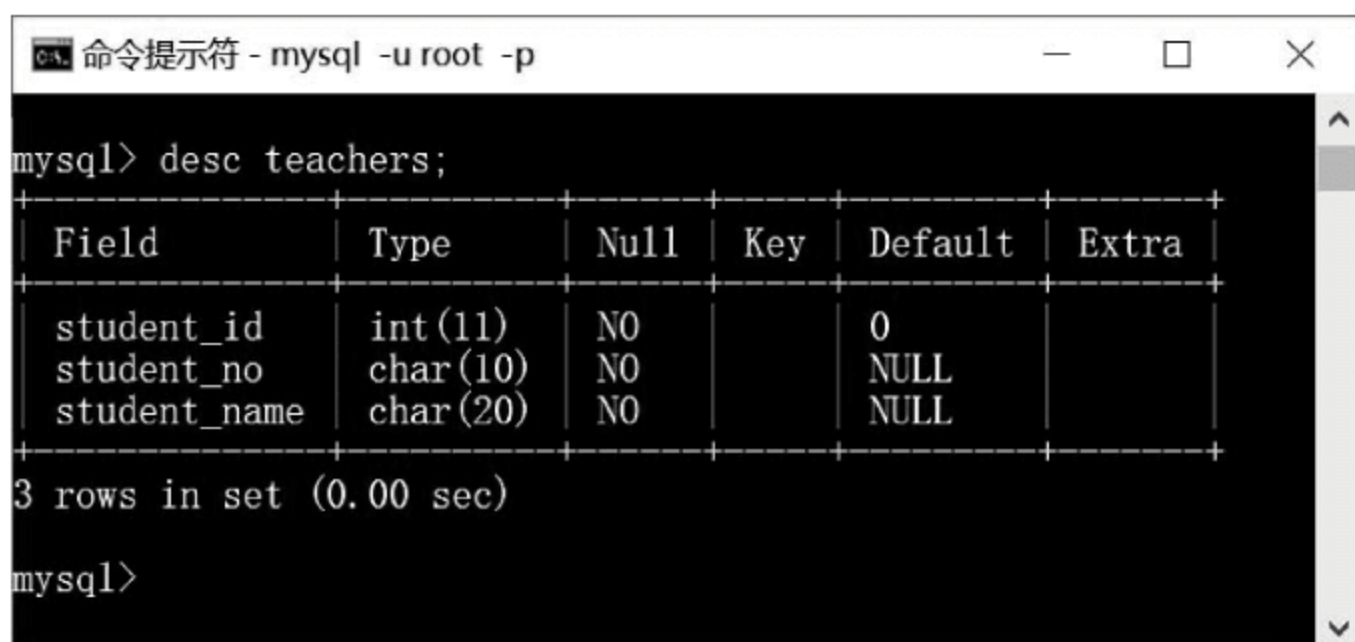 命令提示符 - mysql -u root -p
mysql> desc teachers;
+---------------+----------+------+-----+---------+-------+
| Field | Type | Null | Key | Default | Extra |
+---------------+----------+------+-----+---------+-------+
| student_id | int(11) | NO | | 0 | |
| student_no | char(10) | NO | | NULL | |
| student_name | char(20) | NO | | NULL | |
+---------------+----------+------+-----+---------+-------+
3 rows in set (0.00 sec)
mysql>